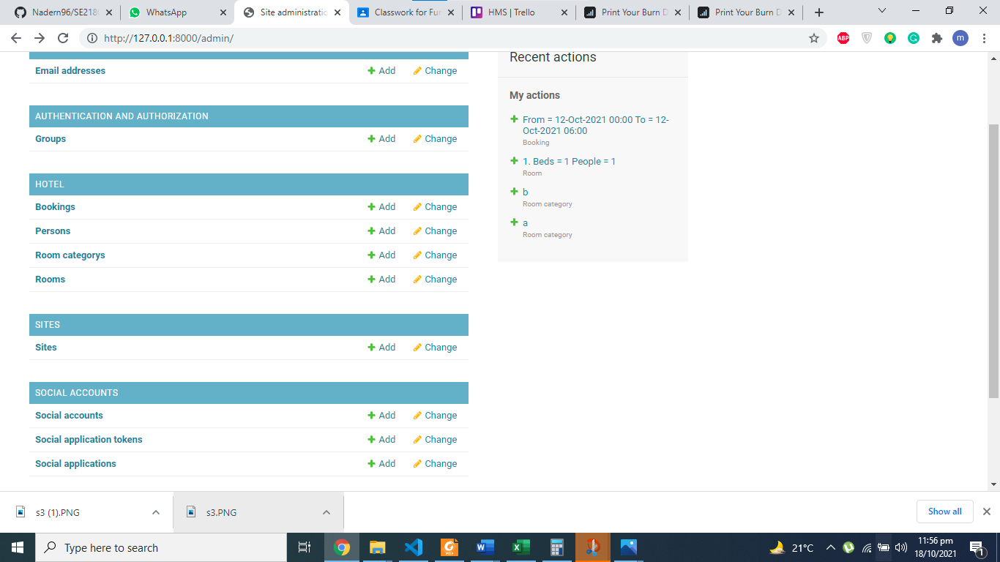 Nadern96/SE218
WhatsApp
Site administratio
Classwork for Fur
HMS | Trello
Print Your Burn D
Print Your Burn D
http://127.0.0.1:8000/admin/
ABP
m
Email addresses Add Change
AUTHENTICATION AND AUTHORIZATION
Groups Add Change
HOTEL
Bookings Add Change
Persons Add Change
Room categorys Add Change
Rooms Add Change
SITES
Sites Add Change
SOCIAL ACCOUNTS
Social accounts Add Change
Social application tokens Add Change
Social applications Add Change
Recent actions
My actions
From = 12-Oct-2021 00:00 To = 12-
Oct-2021 06:00
Booking
1. Beds = 1 People = 1
Room
b
Room category
a
Room category
s3 (1).PNG
s3.PNG
Show all
Type here to search
21°C
11:56 pm
18/10/2021
1